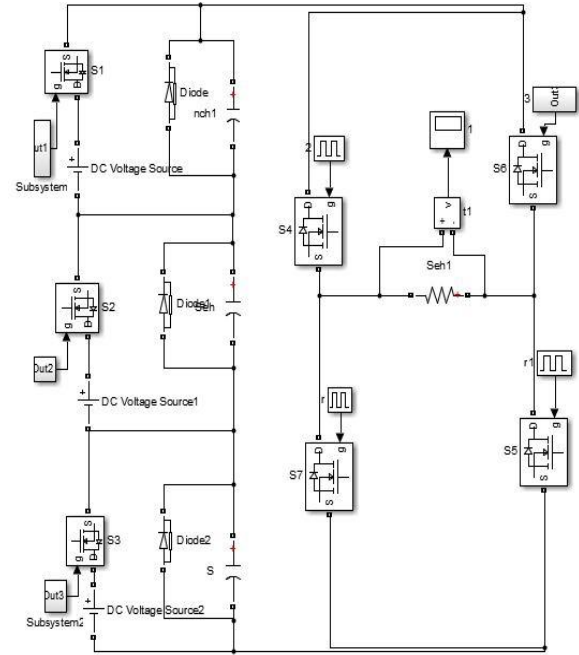 S
S1
D
g
ut1
Subsystem
+
DC Voltage Source
Diode
+
nch1
2
D
g
S4
S
1
v
+ -
t1
3
Out
g
D
S6
S
Seh1
+
S
S2
D
g
Out2
+
DC Voltage Source1
Diode1
Seh
+
r
D
g
S7
S
r1
D
g
S5
S
S
S3
D
g
Out3
Subsystem2
+
DC Voltage Source2
Diode2
+
S